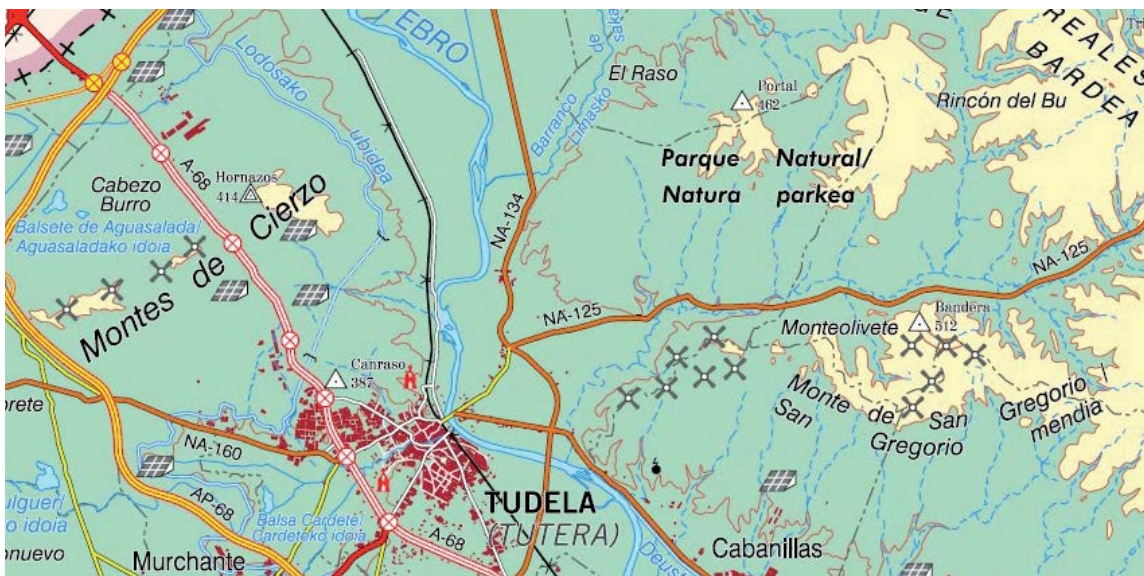 EBRO
Lodosako
ubidea
A-68
Hornazos
414
Cabezo
Burro
Balsete de Aguasalada/
Aguasaladako idoia
Montes de Cierzo
El Raso
Barranco de
Limasko
Portal
462
Rincón del Bu
REALES
BARDEA
Parque Natural/
Natura parkea
NA-134
NA-125
NA-125
Monteolivete
Bandera
512
Monte de San Gregorio
San Gregorio mendia
Canraso
387
NA-160
AP-68
A-68
Balsa Cardete/
Cardeteko idoia
TUDELA
(TUTERA)
Murchante
Cabanillas
4